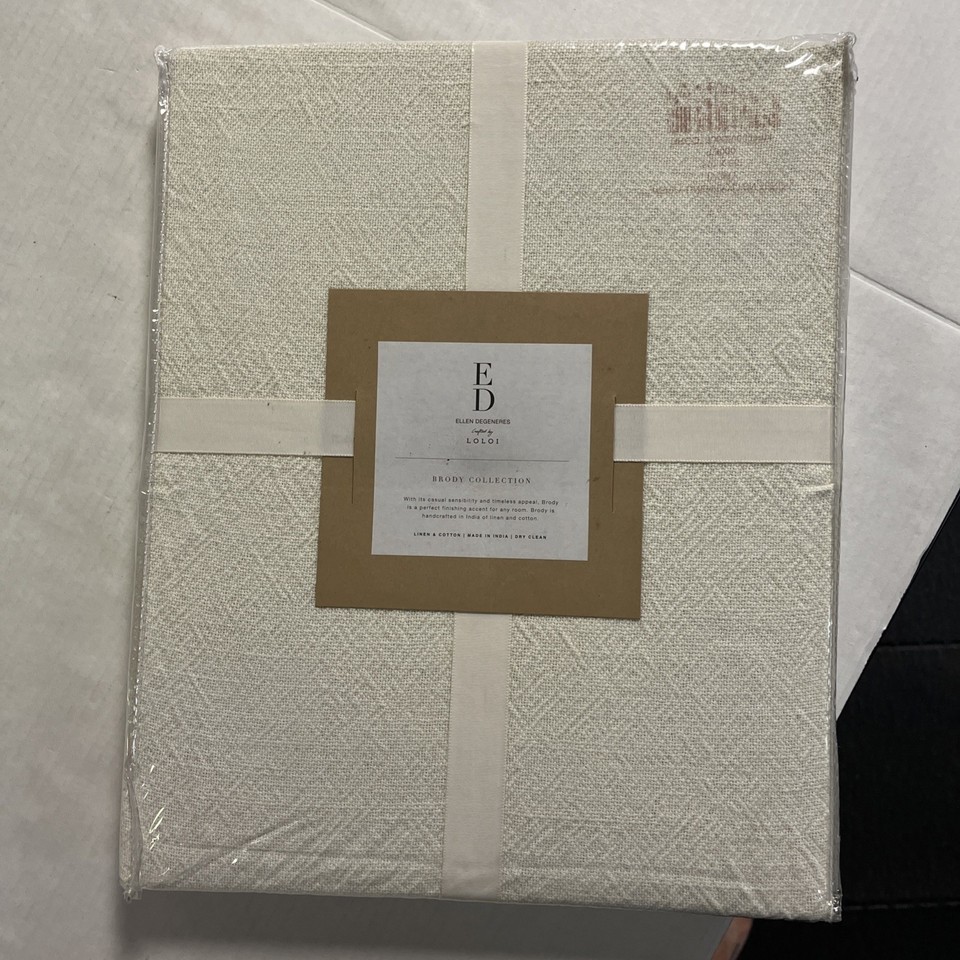 E
D
ELLEN DEGENERES
Crafted by
LOLOI
BRODY COLLECTION
With its casual sensibility and timeless appeal, Brody
is a perfect finishing accent for any room. Brody is
handcrafted in India of linen and cotton.
LINEN & COTTON | MADE IN INDIA | DRY CLEAN